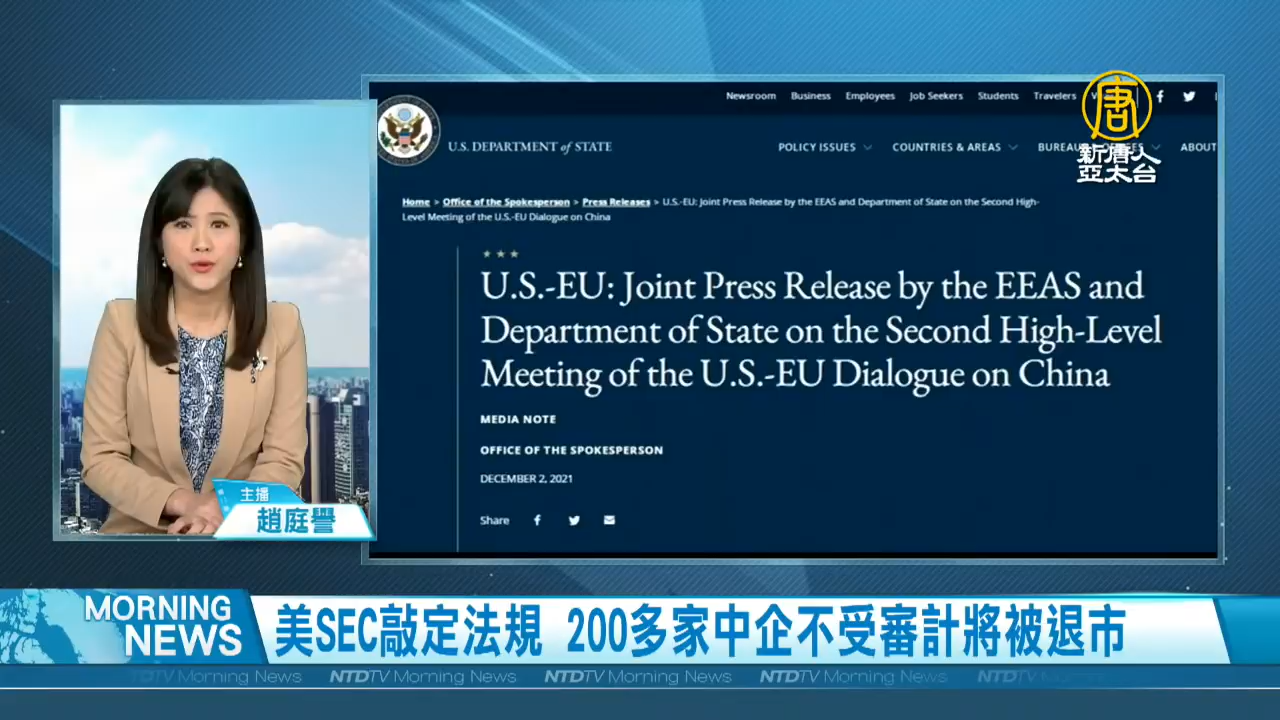 Newsroom Business Employees Job Seekers Students Travelers
U.S. DEPARTMENT of STATE
POLICY ISSUES COUNTRIES & AREAS ABOUT
唐
新唐人
亞太台
Home > Office of the Spokesperson > Press Releases > U.S.-EU: Joint Press Release by the EEAS and Department of State on the Second High-
Level Meeting of the U.S.-EU Dialogue on China
U.S.-EU: Joint Press Release by the EEAS and
Department of State on the Second High-Level
Meeting of the U.S.-EU Dialogue on China
MEDIA NOTE
OFFICE OF THE SPOKESPERSON
DECEMBER 2, 2021
Share
主播
趙庭譽
MORNING
NEWS
美SEC敲定法規 200多家中企不受審計將被退市
NTDTV Morning News NTDTV Morning News NTDTV Morning News NTDTV Morning News NTDTV